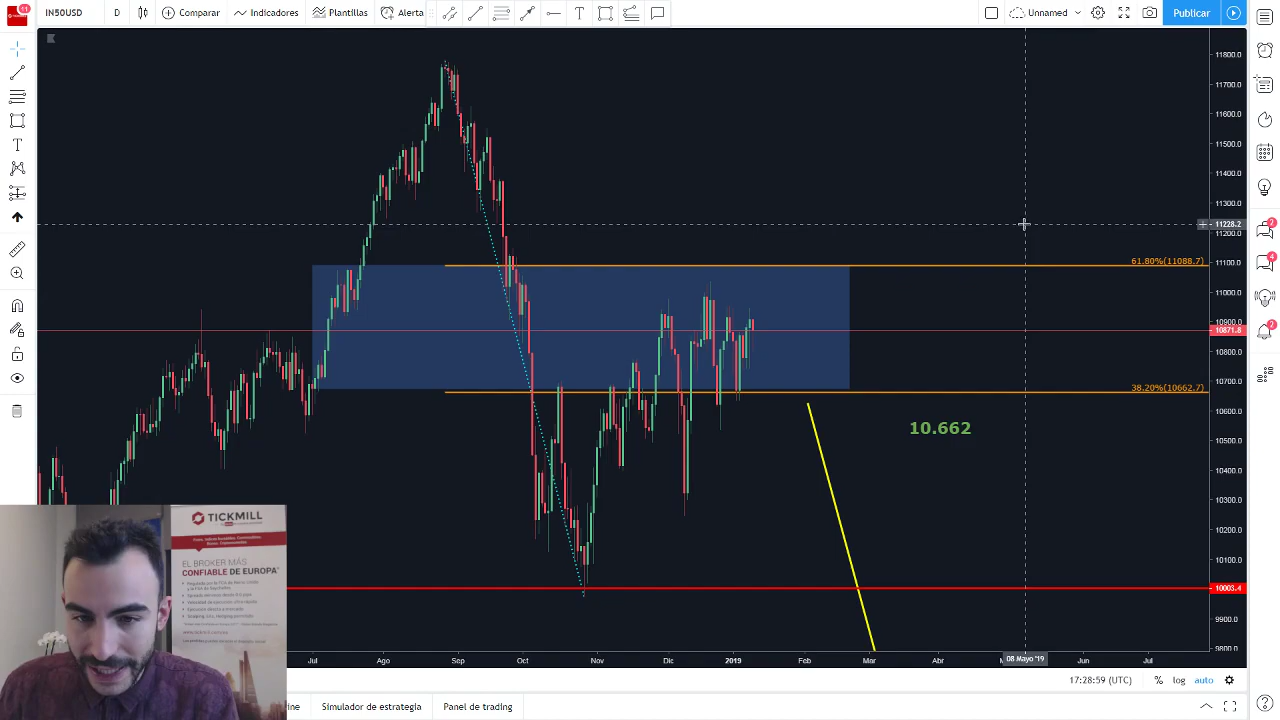 11
IN50USD
D
Comparar
Indicadores
Plantillas
Alerta
Unnamed
Publicar
11800.0
11700.0
11600.0
11500.0
11400.0
11300.0
11228.2
11200.0
61.80%(11088.7)
11100.0
11000.0
10900.0
10871.8
10800.0
38.20%(10662.7)
10700.0
10600.0
10.662
10500.0
10400.0
10300.0
10200.0
10100.0
10003.4
9900.0
9800.0
Jul
Ago
Sep
Oct
Nov
Dic
2019
Feb
Mar
Abr
08 Mayo '19
Jun
Jul
17:28:59 (UTC)
%
log
auto
Simulador de estrategia
Panel de trading
2
4
2
TICKMILL
EL BROKER MÁS
CONFIABLE DE EUROPA*